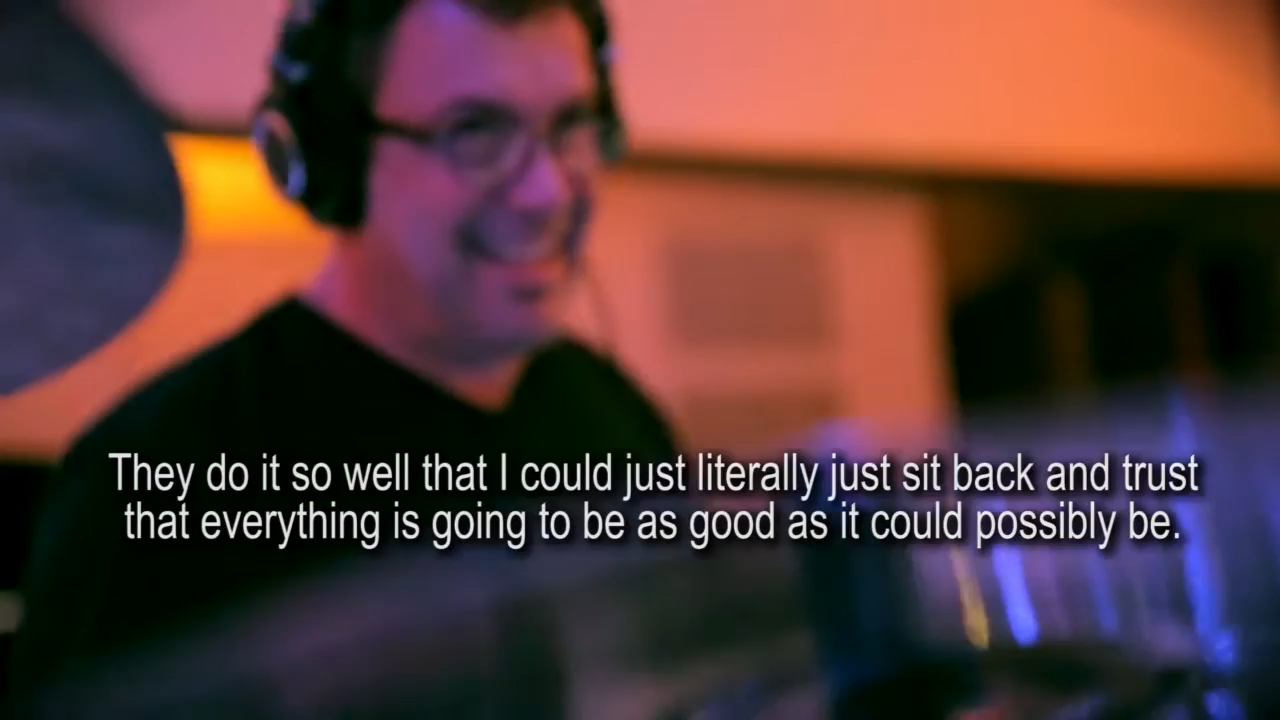 They do it so well that I could just literally just sit back and trust
that everything is going to be as good as it could possibly be.